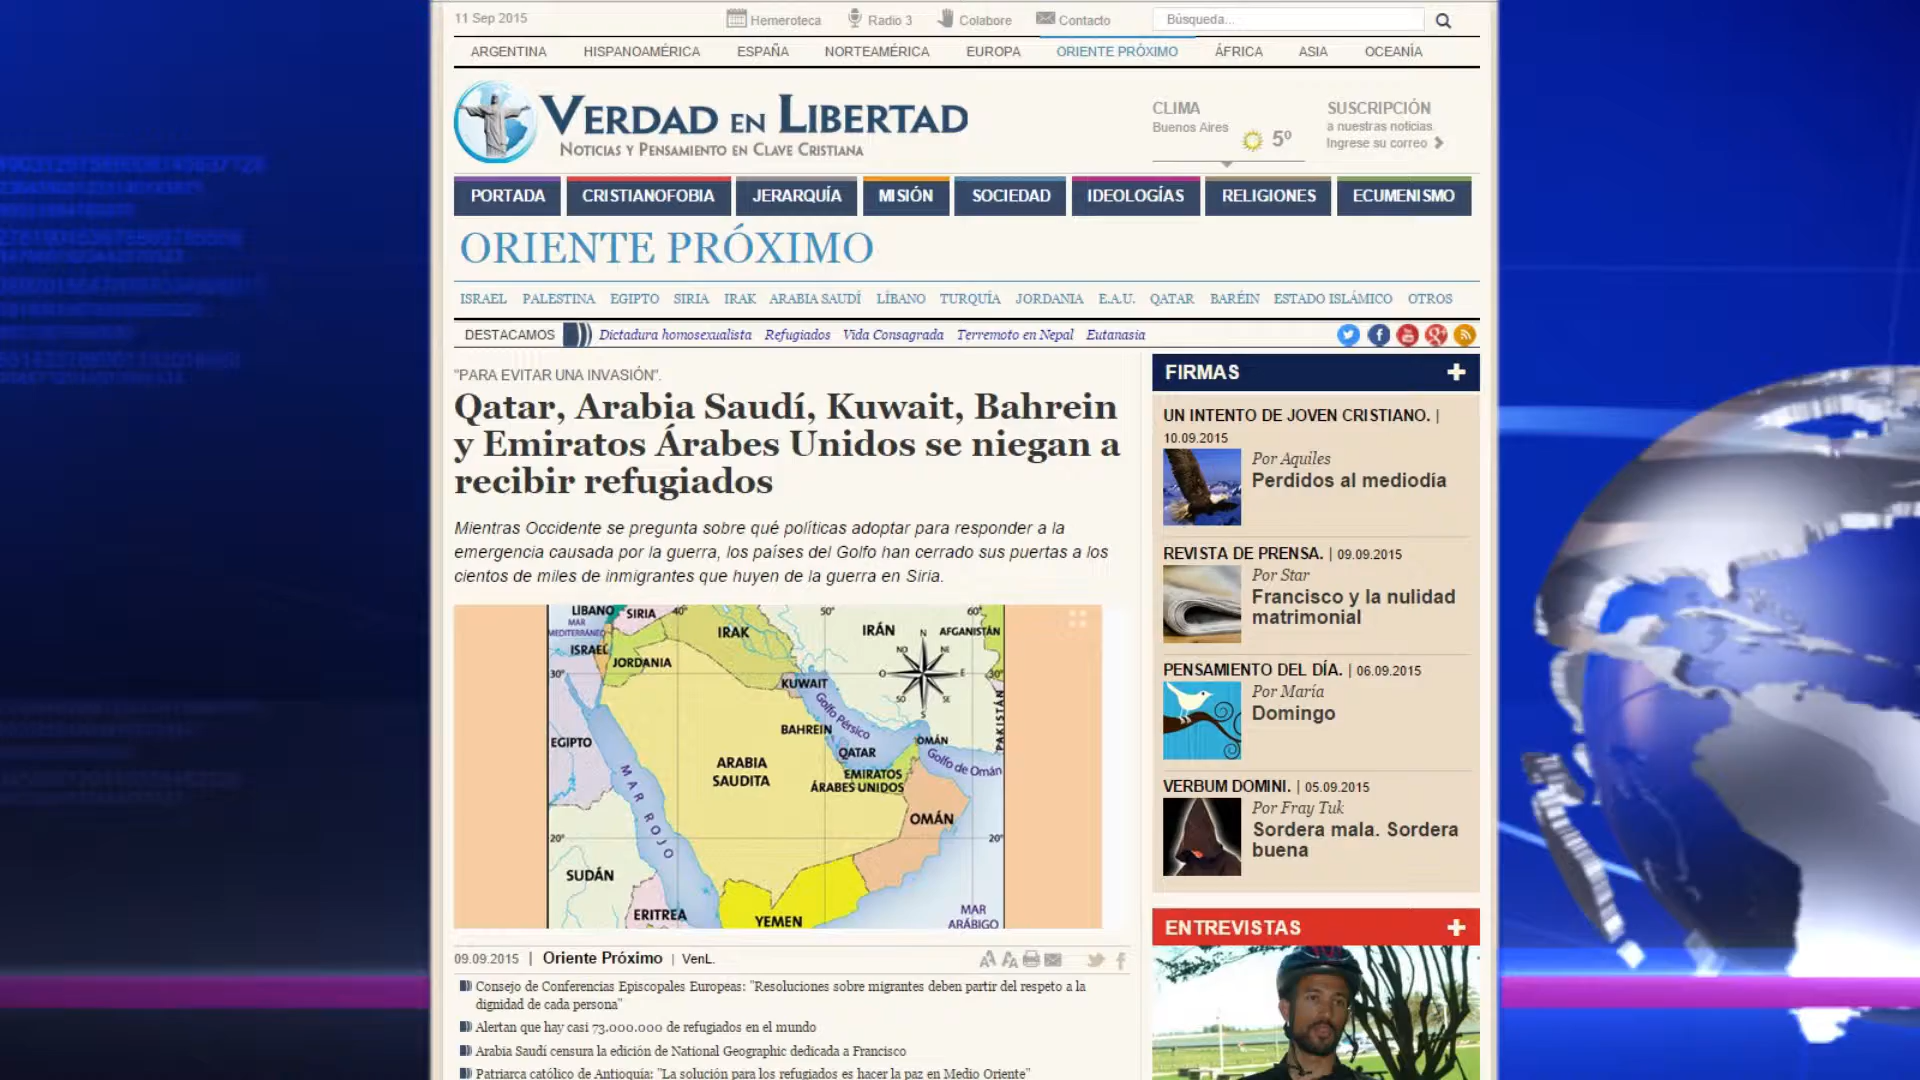 11 Sep 2015
Hemeroteca
Radio 3
Colabore
Contacto
Búsqueda...
ARGENTINA HISPANOAMÉRICA ESPAÑA NORTEAMÉRICA EUROPA ORIENTE PRÓXIMO ÁFRICA ASIA OCEANÍA
VERDAD EN LIBERTAD
NOTICIAS Y PENSAMIENTO EN CLAVE CRISTIANA
CLIMA
Buenos Aires
5º
SUSCRIPCIÓN
a nuestras noticias.
Ingrese su correo
PORTADA CRISTIANOFOBIA JERARQUÍA MISIÓN SOCIEDAD IDEOLOGÍAS RELIGIONES ECUMENISMO
ORIENTE PRÓXIMO
ISRAEL PALESTINA EGIPTO SIRIA IRAK ARABIA SAUDÍ LÍBANO TURQUÍA JORDANIA E.A.U. QATAR BARÉIN ESTADO ISLÁMICO OTROS
DESTACAMOS Dictadura homosexualista Refugiados Vida Consagrada Terremoto en Nepal Eutanasia
"PARA EVITAR UNA INVASIÓN".
Qatar, Arabia Saudí, Kuwait, Bahrein
y Emiratos Árabes Unidos se niegan a
recibir refugiados
Mientras Occidente se pregunta sobre qué políticas adoptar para responder a la
emergencia causada por la guerra, los países del Golfo han cerrado sus puertas a los
cientos de miles de inmigrantes que huyen de la guerra en Siria.
LÍBANO
SIRIA
40°
50°
60°
MAR
MEDITERRÁNEO
IRAK
IRÁN
N
AFGANISTÁN
ISRAEL
JORDANIA
NO
NE
30°
KUWAIT
O
E
30°
SO
SE
S
Golfo Pérsico
PAKISTÁN
EGIPTO
BAHREIN
QATAR
OMÁN
Golfo de Omán
ARABIA
SAUDITA
EMIRATOS
ÁRABES UNIDOS
MAR ROJO
OMÁN
20°
20°
SUDÁN
ERITREA
YEMEN
MAR
ARÁBIGO
09.09.2015 | Oriente Próximo | VenL.
Consejo de Conferencias Episcopales Europeas: "Resoluciones sobre migrantes deben partir del respeto a la
dignidad de cada persona"
Alertan que hay casi 73.000.000 de refugiados en el mundo
Arabia Saudí censura la edición de National Geographic dedicada a Francisco
Patriarca católico de Antioquía: "La solución para los refugiados es hacer la paz en Medio Oriente"
FIRMAS
UN INTENTO DE JOVEN CRISTIANO. |
10.09.2015
Por Aquiles
Perdidos al mediodía
REVISTA DE PRENSA. | 09.09.2015
Por Star
Francisco y la nulidad
matrimonial
PENSAMIENTO DEL DÍA. | 06.09.2015
Por María
Domingo
VERBUM DOMINI. | 05.09.2015
Por Fray Tuk
Sordera mala. Sordera
buena
ENTREVISTAS